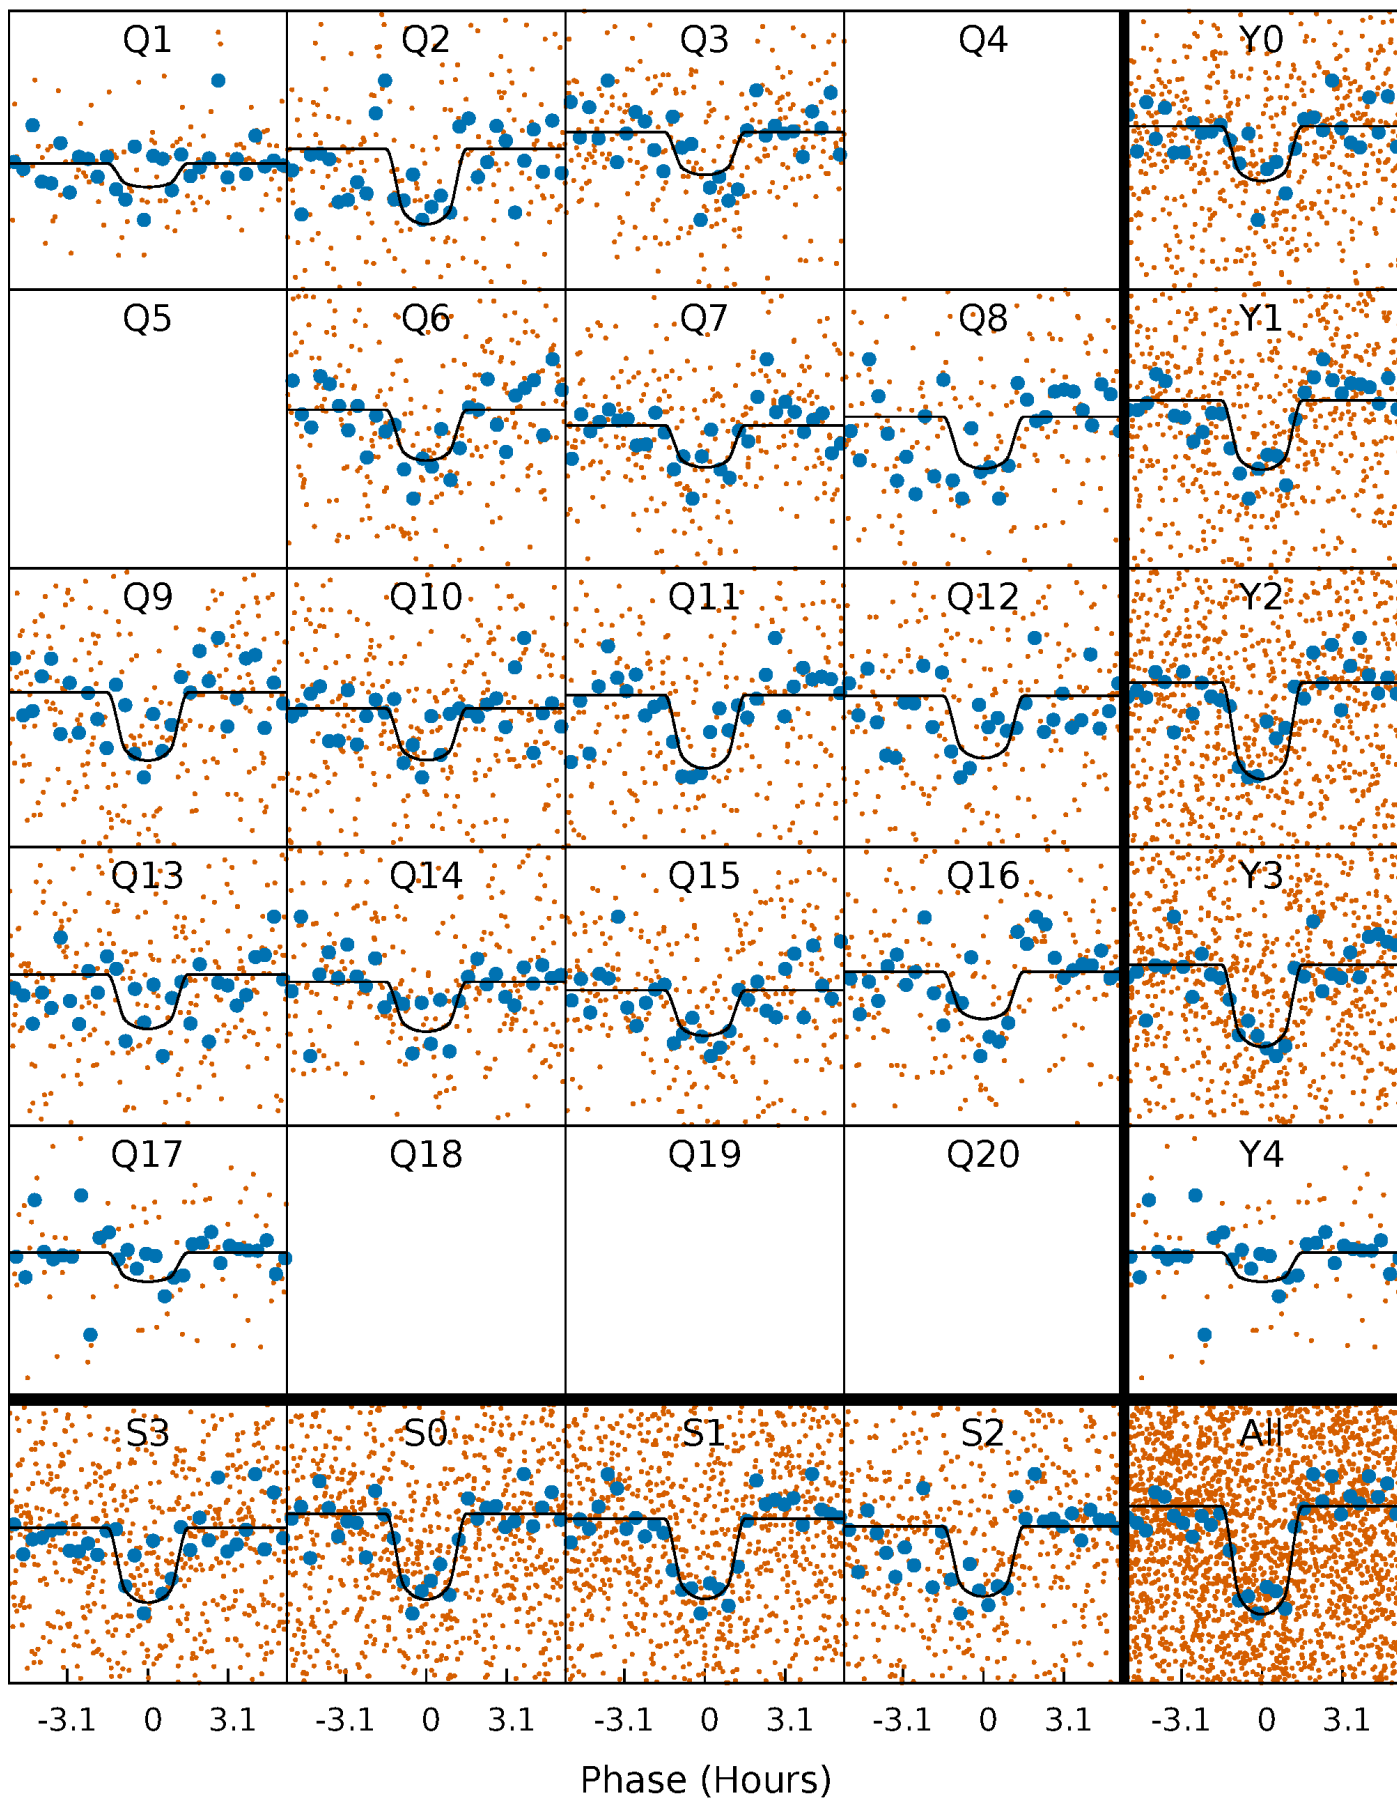 Q1 Q2 Q3 Q4 Y0
Q5 Q6 Q7 Q8 Y1
Q9 Q10 Q11 Q12 Y2
Q13 Q14 Q15 Q16 Y3
Q17 Q18 Q19 Q20 Y4
S3 S0 S1 S2 All
-3.1 0 3.1 -3.1 0 3.1 -3.1 0 3.1 -3.1 0 3.1 -3.1 0 3.1
Phase (Hours)